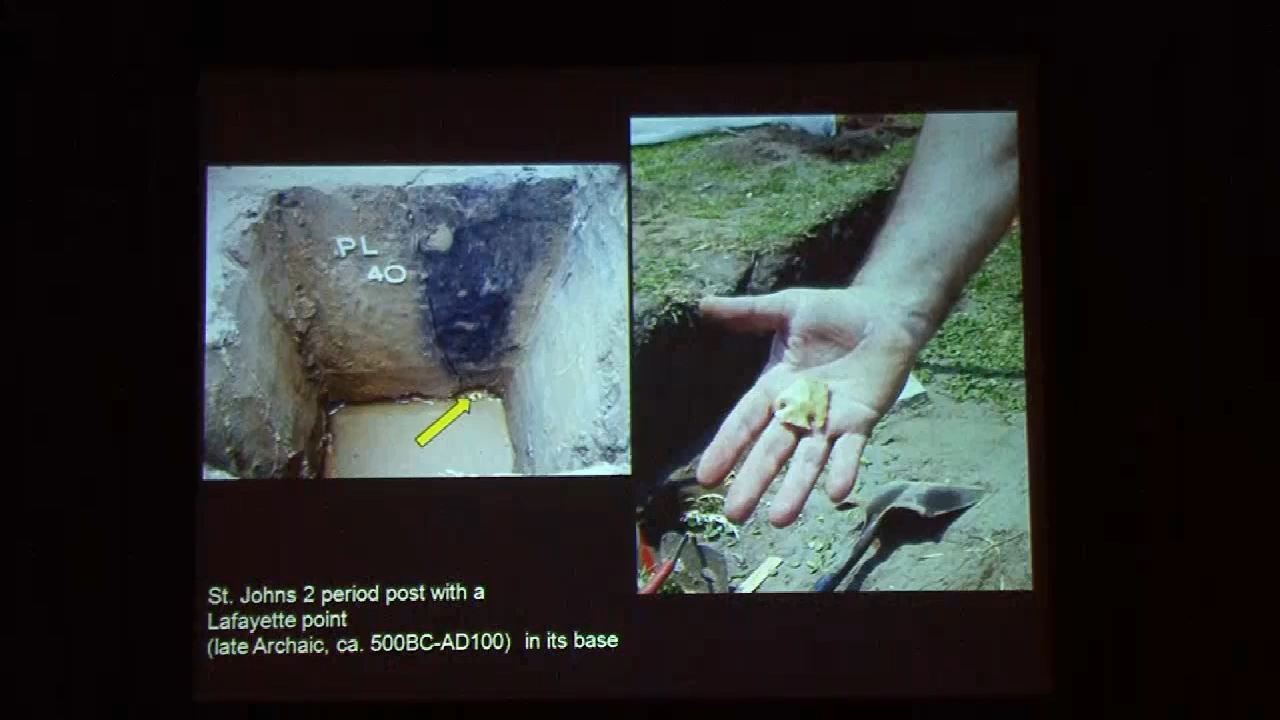 PL
40
St. Johns 2 period post with a
Lafayette point
(late Archaic, ca. 500BC-AD100) in its base